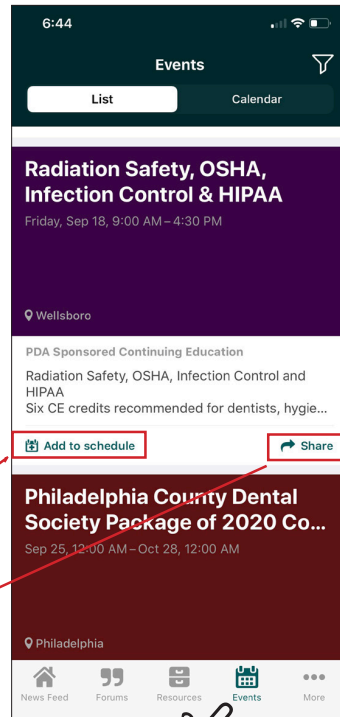 6:44
Events
List
Calendar
Radiation Safety, OSHA,
Infection Control & HIPAA
Friday, Sep 18, 9:00 AM – 4:30 PM
Wellsboro
PDA Sponsored Continuing Education
Radiation Safety, OSHA, Infection Control and
HIPAA
Six CE credits recommended for dentists, hygie...
Add to schedule
Share
Philadelphia County Dental
Society Package of 2020 Co...
Sep 25, 12:00 AM – Oct 28, 12:00 AM
Philadelphia
News Feed
Forums
Resources
Events
More